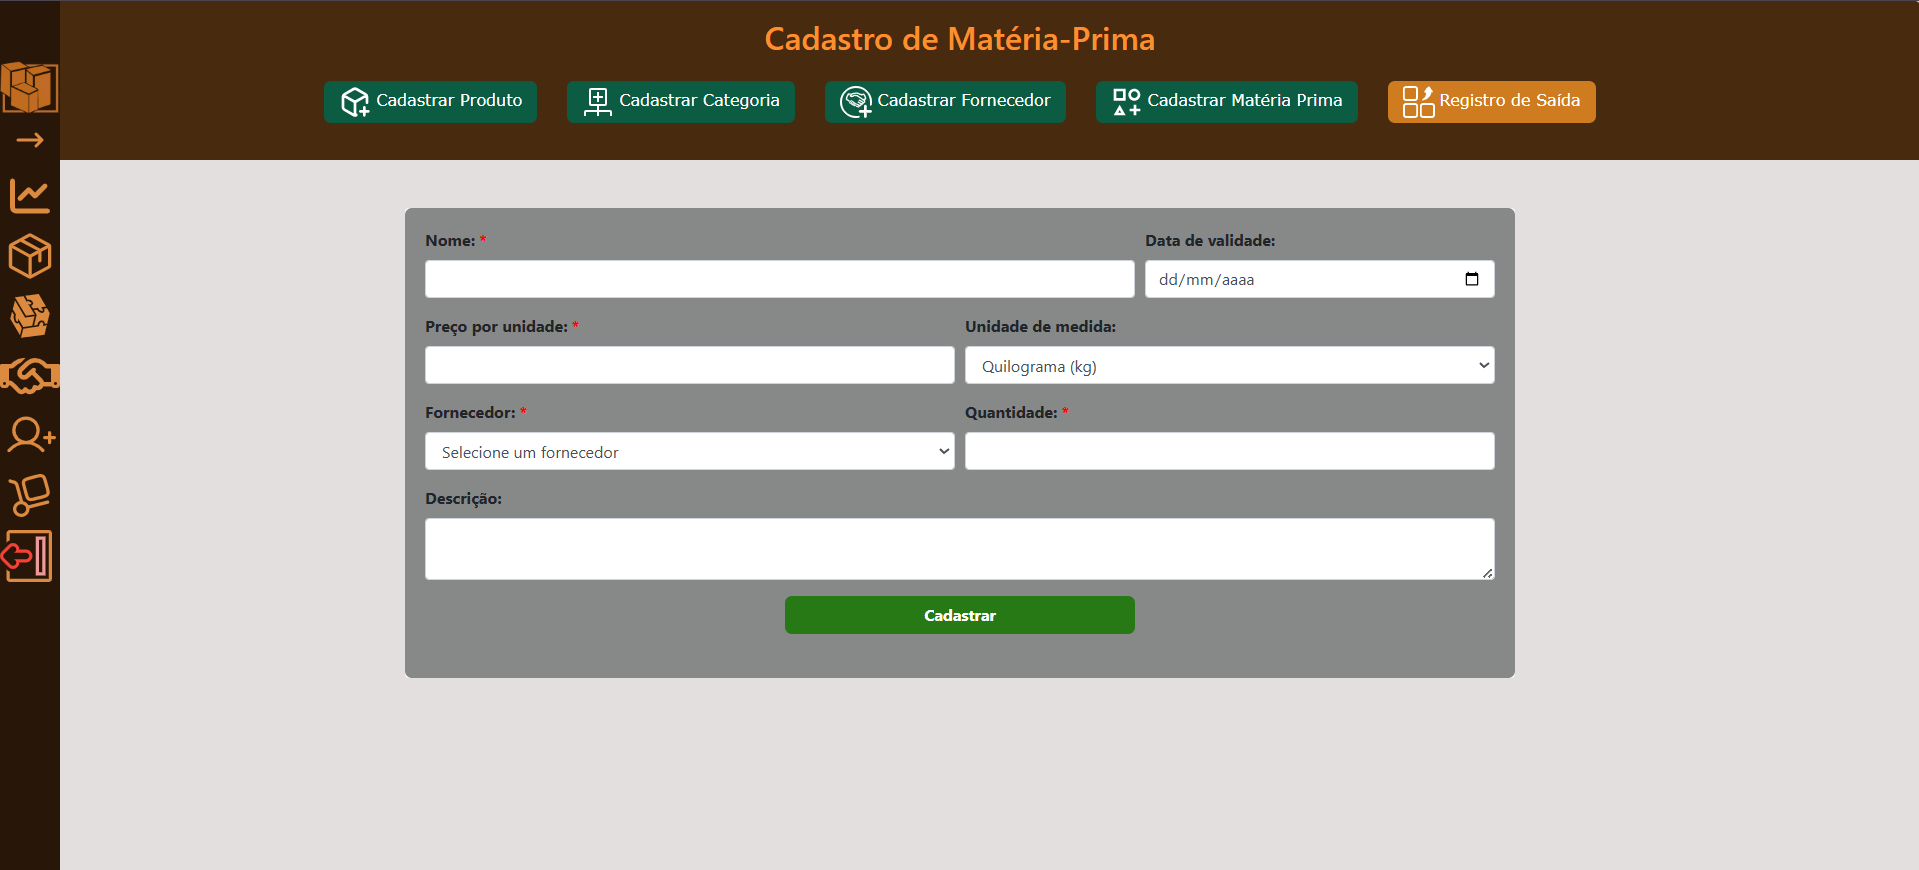 Cadastro de Matéria-Prima
Cadastrar Produto
Cadastrar Categoria
Cadastrar Fornecedor
Cadastrar Matéria Prima
Registro de Saída
Nome: *
Data de validade:
dd/mm/aaaa
Preço por unidade: *
Unidade de medida:
Quilograma (kg)
Fornecedor: *
Quantidade: *
Selecione um fornecedor
Descrição:
Cadastrar